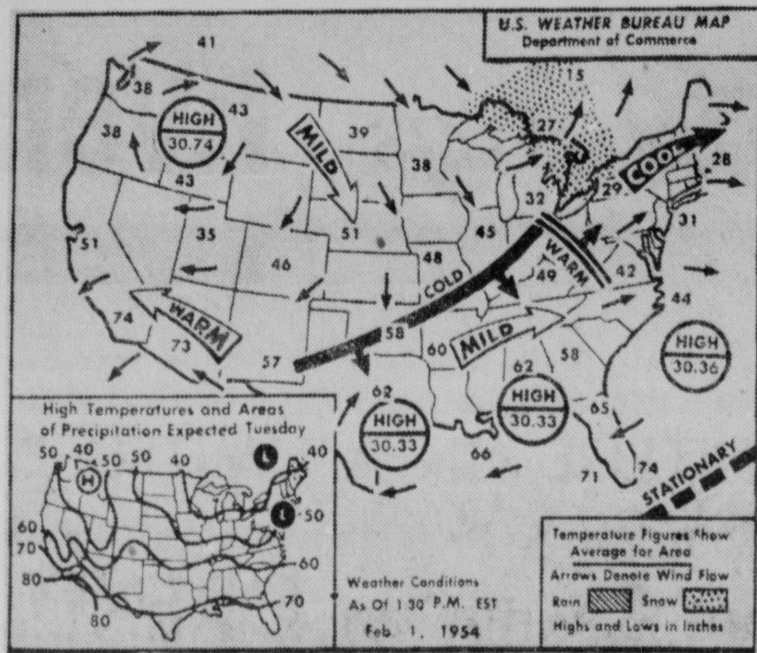 U.S. WEATHER BUREAU MAP
Department of Commerce
41
15
38
43
HIGH
30.74
MILD
39
27
38
38
COOL
28
43
29
32
31
51
35
51
45
46
48
COLD
WARM
49
42
44
WARM
74
73
57
58
60
MILD
58
HIGH
30.36
62
62
HIGH
30.33
HIGH
30.33
65
66
71
74
STATIONARY
High Temperatures and Areas
of Precipitation Expected Tuesday
50
40
50
40
L
40
H
L
50
60
70
80
80
60
70
Weather Conditions
As Of 1:30 P.M. EST
Feb. 1, 1954
Temperature Figures Show
Average for Area
Arrows Denote Wind Flow
Rain Snow
Highs and Lows in Inches